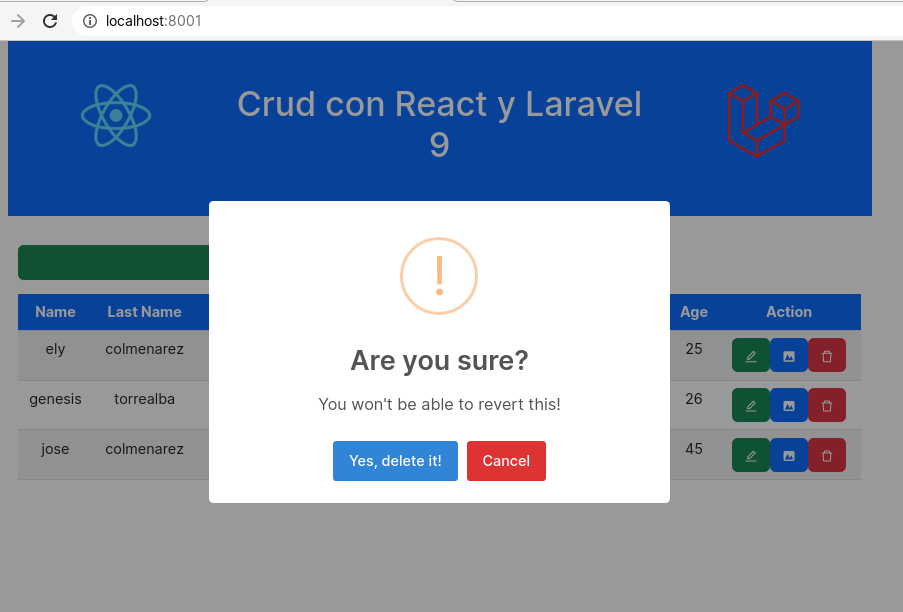 localhost:8001
Crud con React y Laravel
9
Name Last Name Age Action
ely colmenarez 25
genesis torrealba 26
jose colmenarez 45
!
Are you sure?
You won't be able to revert this!
Yes, delete it! Cancel